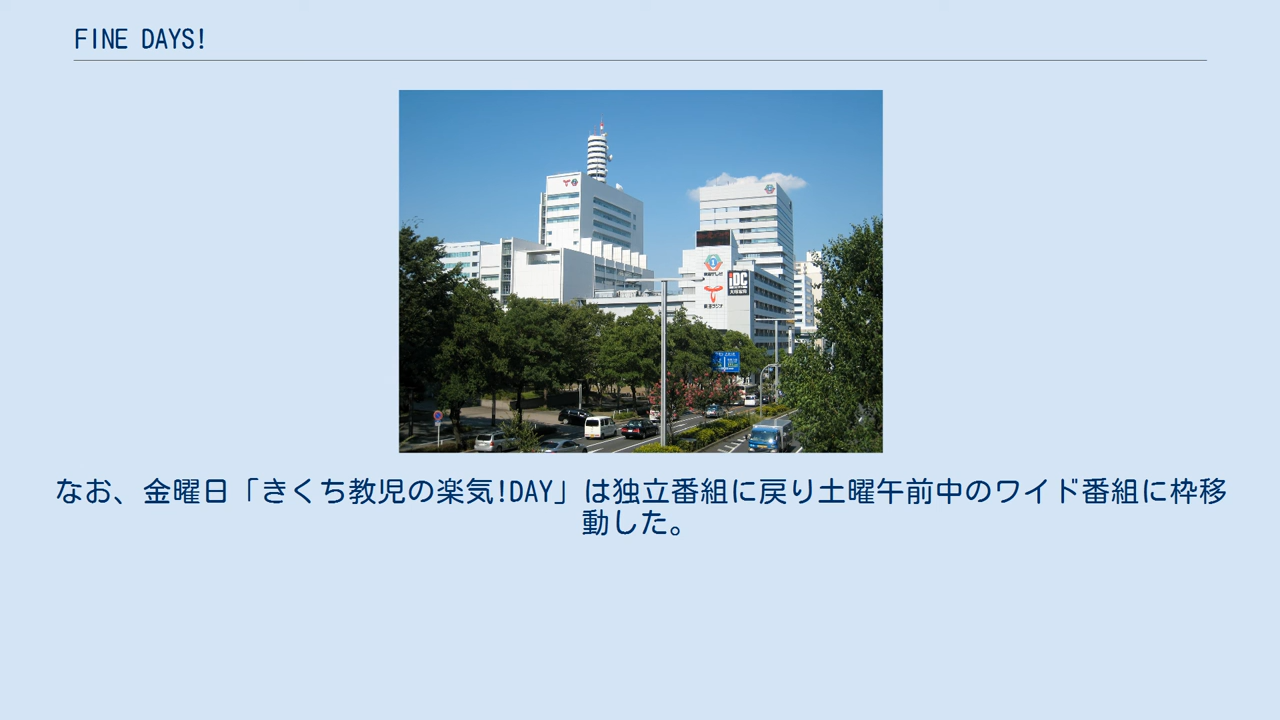 FINE DAYS!
iDC
なお、金曜日「きくち教児の楽気!DAY」は独立番組に戻り土曜午前中のワイド番組に枠移
動した。